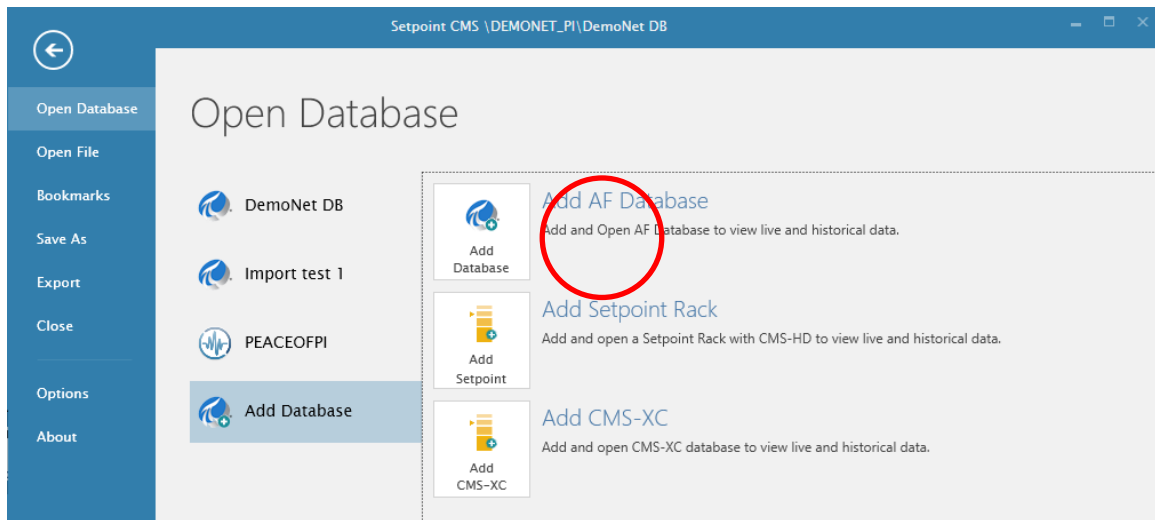 Setpoint CMS \DEMONET_PI\DemoNet DB
Open Database
Open File
Bookmarks
Save As
Export
Close
Options
About
Open Database
DemoNet DB
Import test 1
PEACEOFPI
Add Database
Add
Database
Add AF Database
Add and Open AF Database to view live and historical data.
Add
Setpoint
Add Setpoint Rack
Add and open a Setpoint Rack with CMS-HD to view live and historical data.
Add
CMS-XC
Add CMS-XC
Add and open CMS-XC database to view live and historical data.